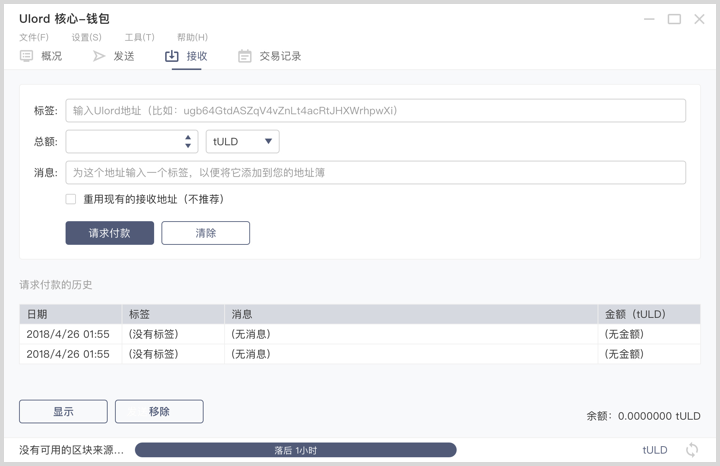 Ulord 核心-钱包
文件(F) 设置(S) 工具(T) 帮助(H)
概况 发送 接收 交易记录
标签: 输入Ulord地址（比如：ugb64GtdASZqV4vZnLt4acRtJHXWrhpwXi）
总额: tULD
消息: 为这个地址输入一个标签，以便将它添加到您的地址薄
重用现有的接收地址（不推荐）
请求付款 清除
请求付款的历史
日期 标签 消息 金额（tULD）
2018/4/26 01:55 (没有标签) (无消息) (无金额)
2018/4/26 01:55 (没有标签) (无消息) (无金额)
显示 移除
余额：0.0000000 tULD
没有可用的区块来源... 落后 1小时 tULD